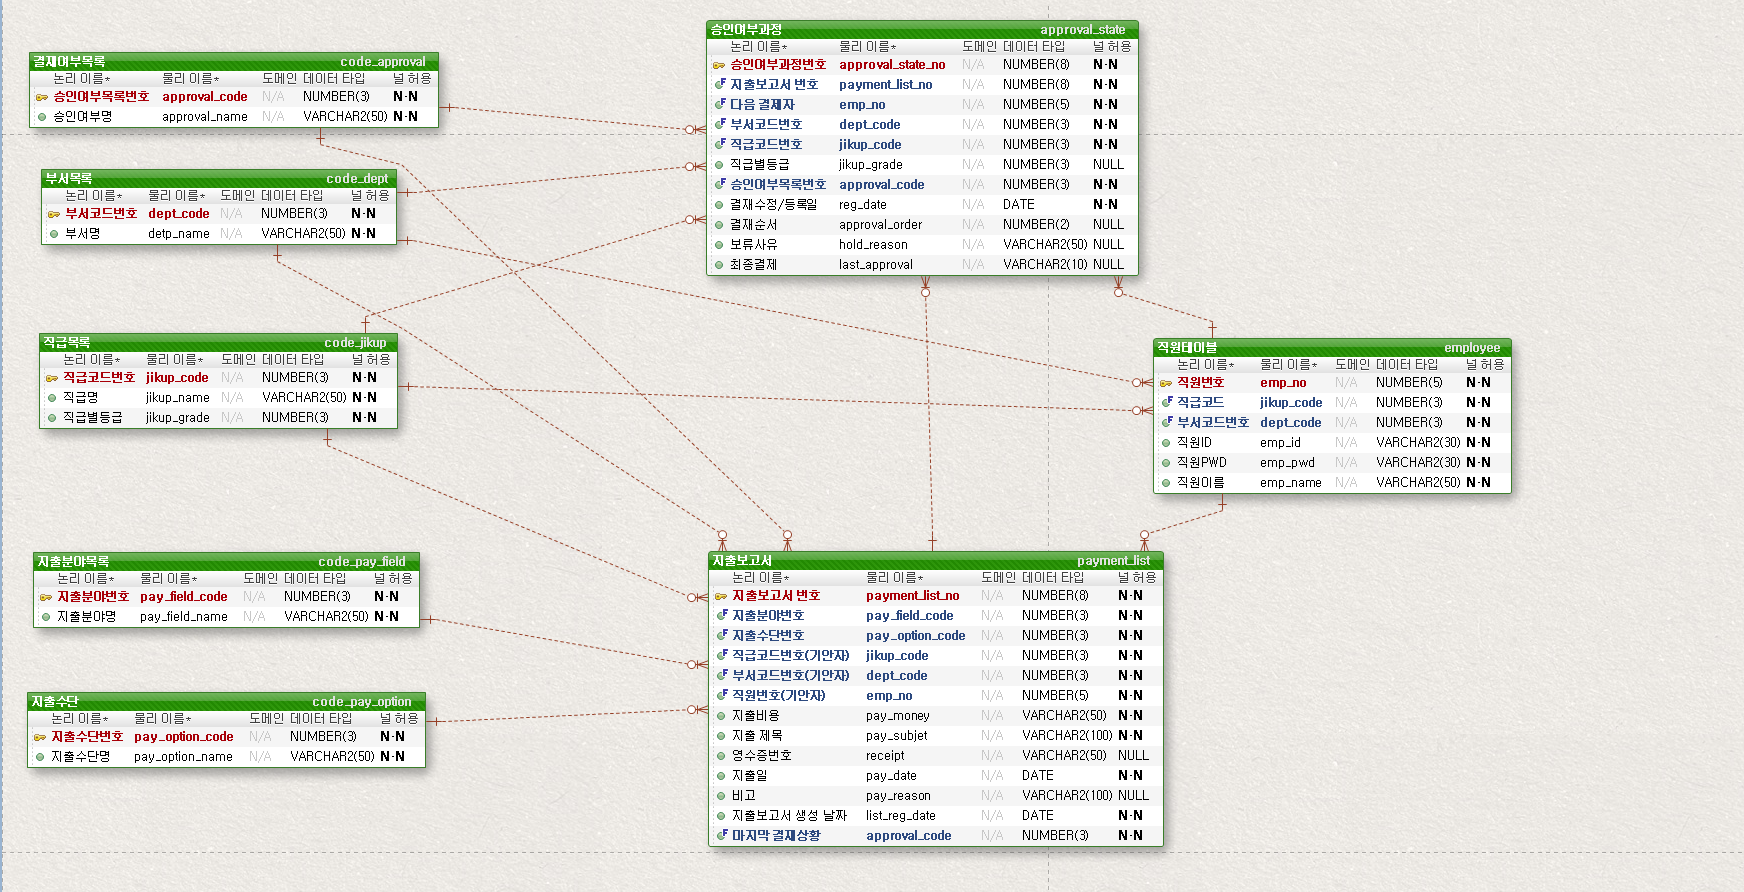 결재여부목록 code_approval
논리 이름* 물리 이름* 도메인 데이터 타입 널 허용
승인여부목록번호 approval_code N/A NUMBER(3) N-N
승인여부명 approval_name N/A VARCHAR2(50) N-N
부서목록 code_dept
논리 이름* 물리 이름* 도메인 데이터 타입 널 허용
부서코드번호 dept_code N/A NUMBER(3) N-N
부서명 detp_name N/A VARCHAR2(50) N-N
직급목록 code_jikup
논리 이름* 물리 이름* 도메인 데이터 타입 널 허용
직급코드번호 jikup_code N/A NUMBER(3) N-N
직급명 jikup_name N/A VARCHAR2(50) N-N
직급별등급 jikup_grade N/A NUMBER(3) N-N
지출분야목록 code_pay_field
논리 이름* 물리 이름* 도메인 데이터 타입 널 허용
지출분야번호 pay_field_code N/A NUMBER(3) N-N
지출분야명 pay_field_name N/A VARCHAR2(50) N-N
지출수단 code_pay_option
논리 이름* 물리 이름* 도메인 데이터 타입 널 허용
지출수단번호 pay_option_code N/A NUMBER(3) N-N
지출수단명 pay_option_name N/A VARCHAR2(50) N-N
승인여부과정 approval_state
논리 이름* 물리 이름* 도메인 데이터 타입 널 허용
승인여부과정번호 approval_state_no N/A NUMBER(8) N-N
지출보고서 번호 payment_list_no N/A NUMBER(8) N-N
다음 결제자 emp_no N/A NUMBER(5) N-N
부서코드번호 dept_code N/A NUMBER(3) N-N
직급코드번호 jikup_code N/A NUMBER(3) N-N
직급별등급 jikup_grade N/A NUMBER(3) NULL
승인여부목록번호 approval_code N/A NUMBER(3) N-N
결재수정/등록일 reg_date N/A DATE N-N
결재순서 approval_order N/A NUMBER(2) NULL
보류사유 hold_reason N/A VARCHAR2(50) NULL
최종결제 last_approval N/A VARCHAR2(10) NULL
직원테이블 employee
논리 이름* 물리 이름* 도메인 데이터 타입 널 허용
직원번호 emp_no N/A NUMBER(5) N-N
직급코드 jikup_code N/A NUMBER(3) N-N
부서코드번호 dept_code N/A NUMBER(3) N-N
직원ID emp_id N/A VARCHAR2(30) N-N
직원PWD emp_pwd N/A VARCHAR2(30) N-N
직원이름 emp_name N/A VARCHAR2(50) N-N
지출보고서 payment_list
논리 이름* 물리 이름* 도메인 데이터 타입 널 허용
지출보고서 번호 payment_list_no N/A NUMBER(8) N-N
지출분야번호 pay_field_code N/A NUMBER(3) N-N
지출수단번호 pay_option_code N/A NUMBER(3) N-N
직급코드번호(기안자) jikup_code N/A NUMBER(3) N-N
부서코드번호(기안자) dept_code N/A NUMBER(3) N-N
직원번호(기안자) emp_no N/A NUMBER(5) N-N
지출비용 pay_money N/A VARCHAR2(50) N-N
지출 제목 pay_subjet N/A VARCHAR2(100) N-N
영수증번호 receipt N/A VARCHAR2(50) NULL
지출일 pay_date N/A DATE N-N
비고 pay_reason N/A VARCHAR2(100) NULL
지출보고서 생성 날짜 list_reg_date N/A DATE N-N
마지막 결재상황 approval_code N/A NUMBER(3) N-N